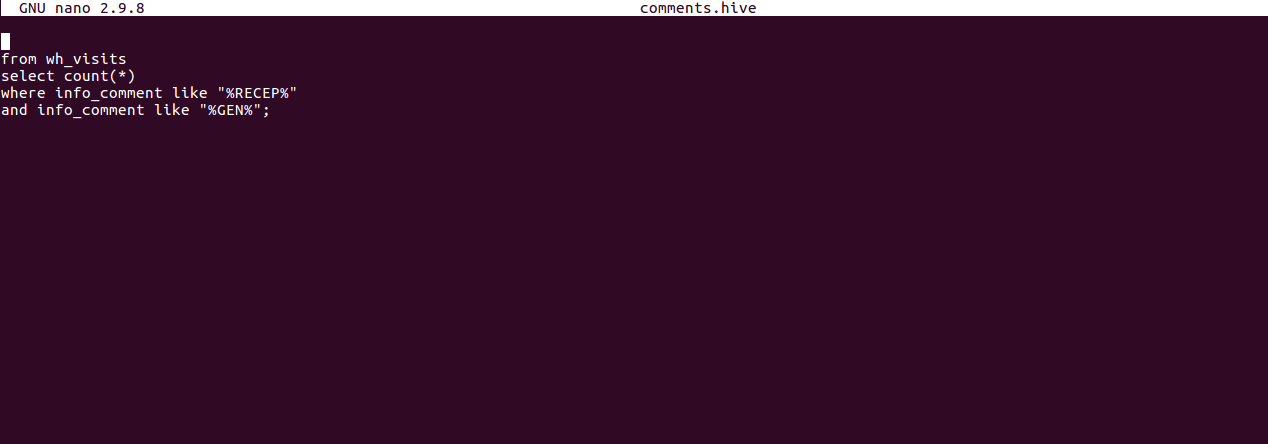 GNU nano 2.9.8 comments.hive
from wh_visits
select count(*)
where info_comment like "%RECEP%"
and info_comment like "%GEN%";